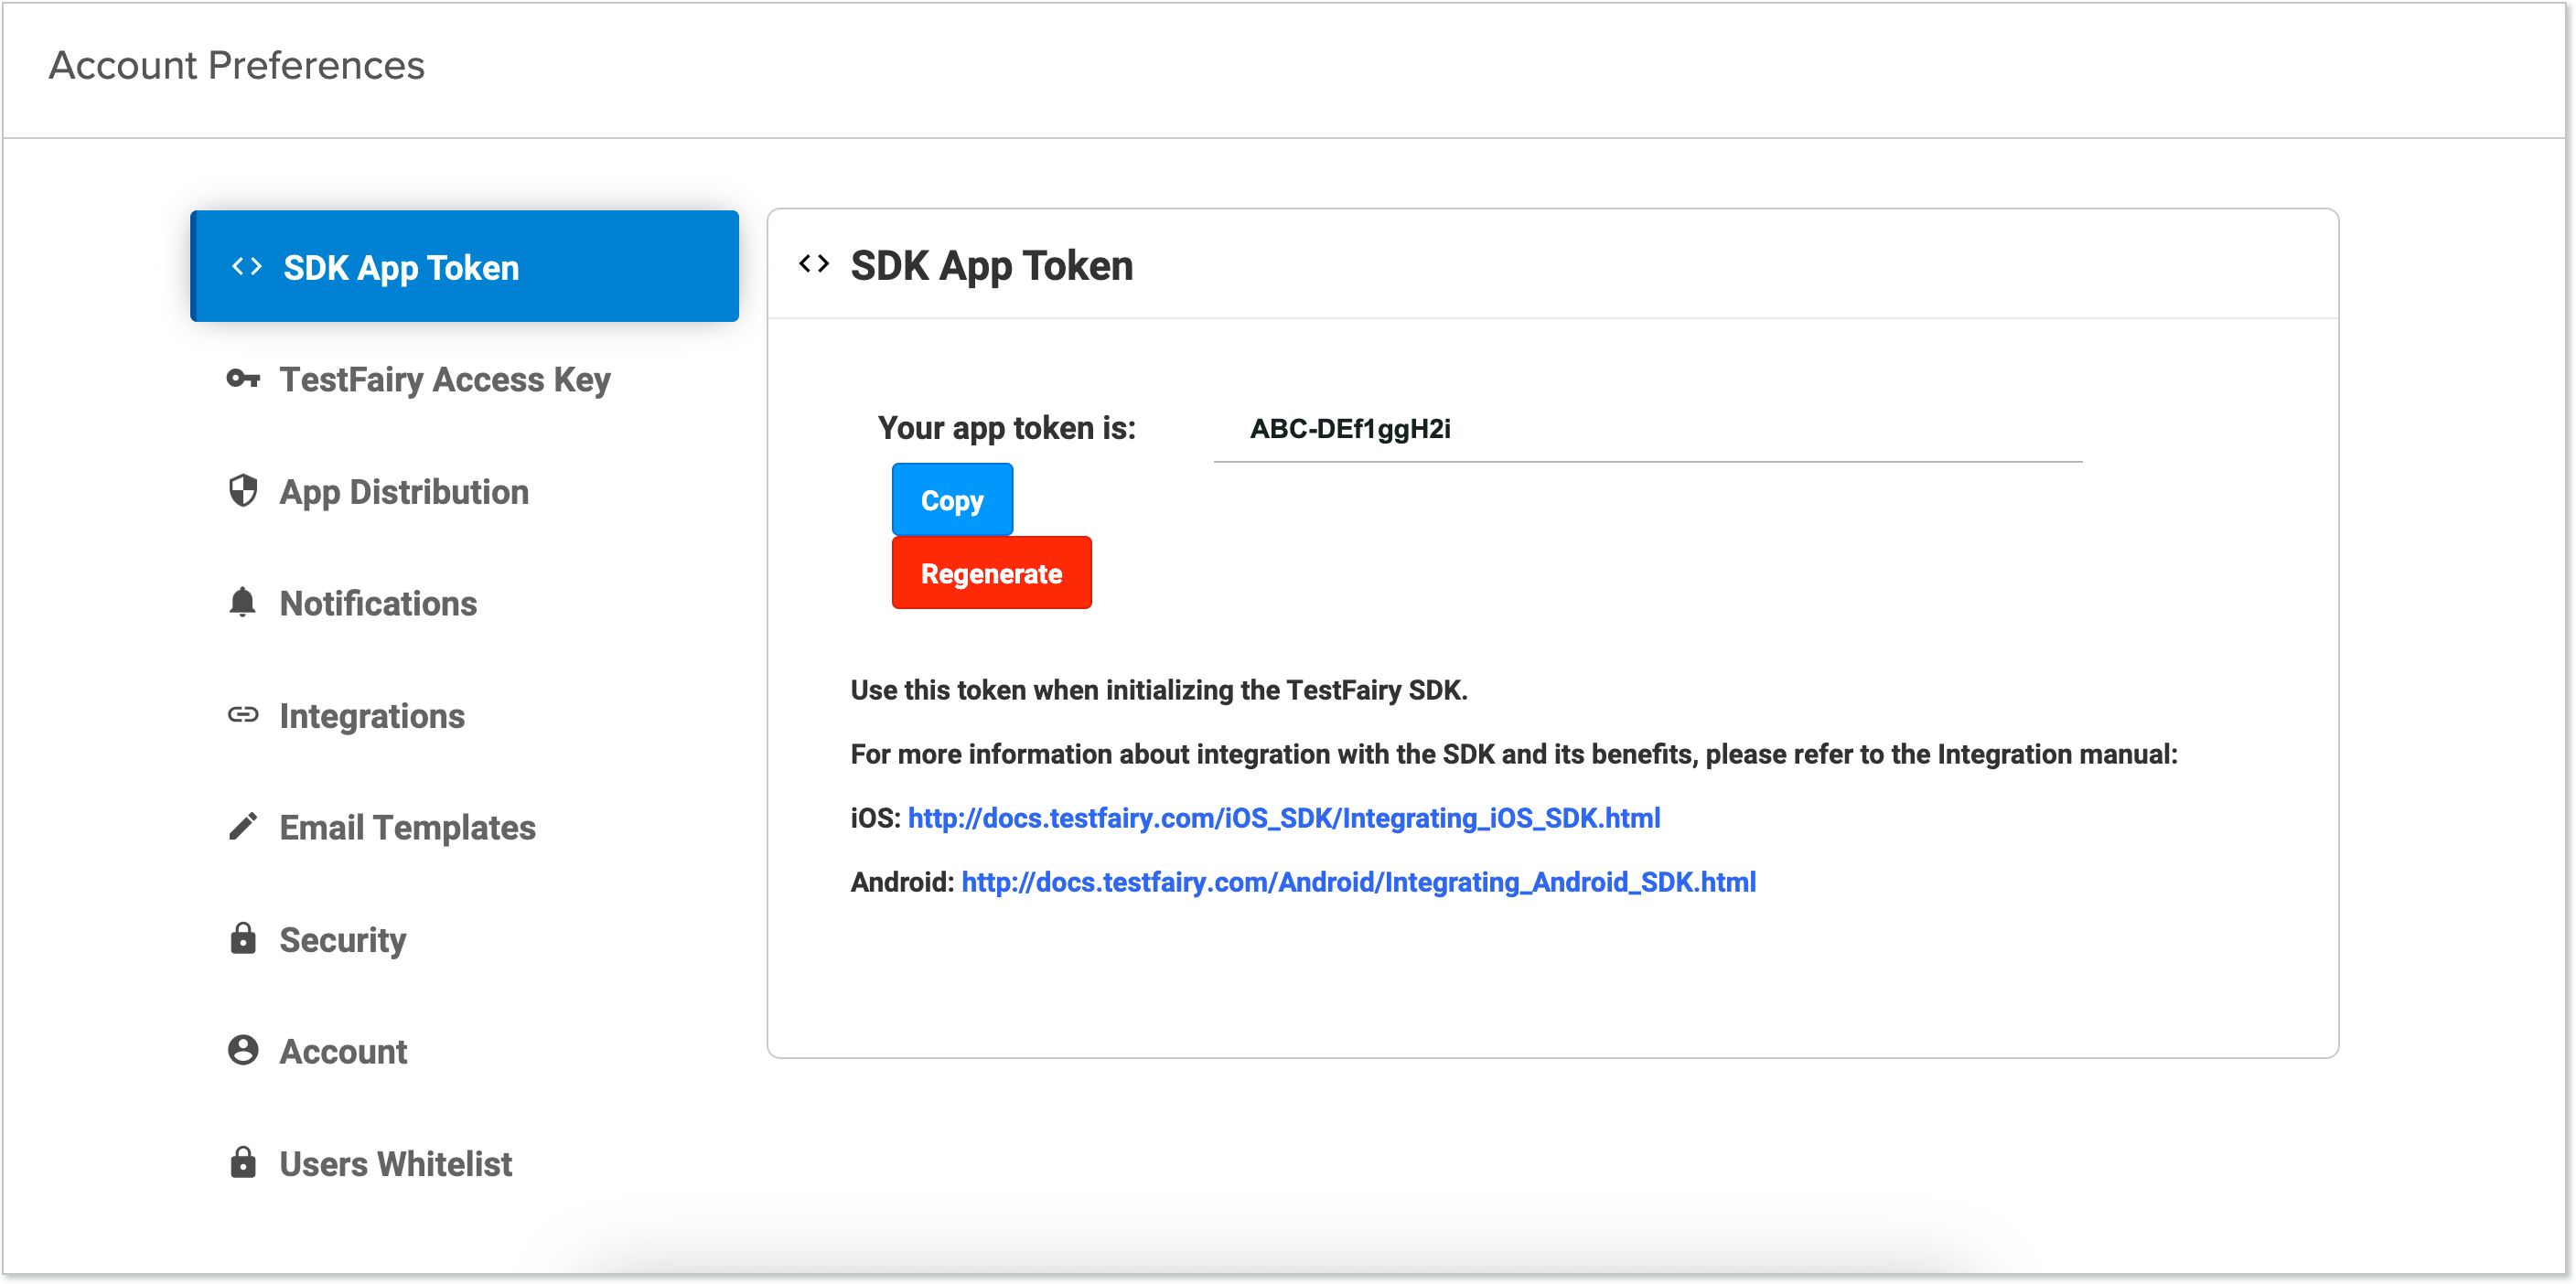 Account Preferences
SDK App Token
TestFairy Access Key
App Distribution
Notifications
Integrations
Email Templates
Security
Account
Users Whitelist
SDK App Token
Your app token is: ABC-DEf1ggH2i
Copy
Regenerate
Use this token when initializing the TestFairy SDK.
For more information about integration with the SDK and its benefits, please refer to the Integration manual:
iOS: http://docs.testfairy.com/iOS_SDK/Integrating_iOS_SDK.html
Android: http://docs.testfairy.com/Android/Integrating_Android_SDK.html